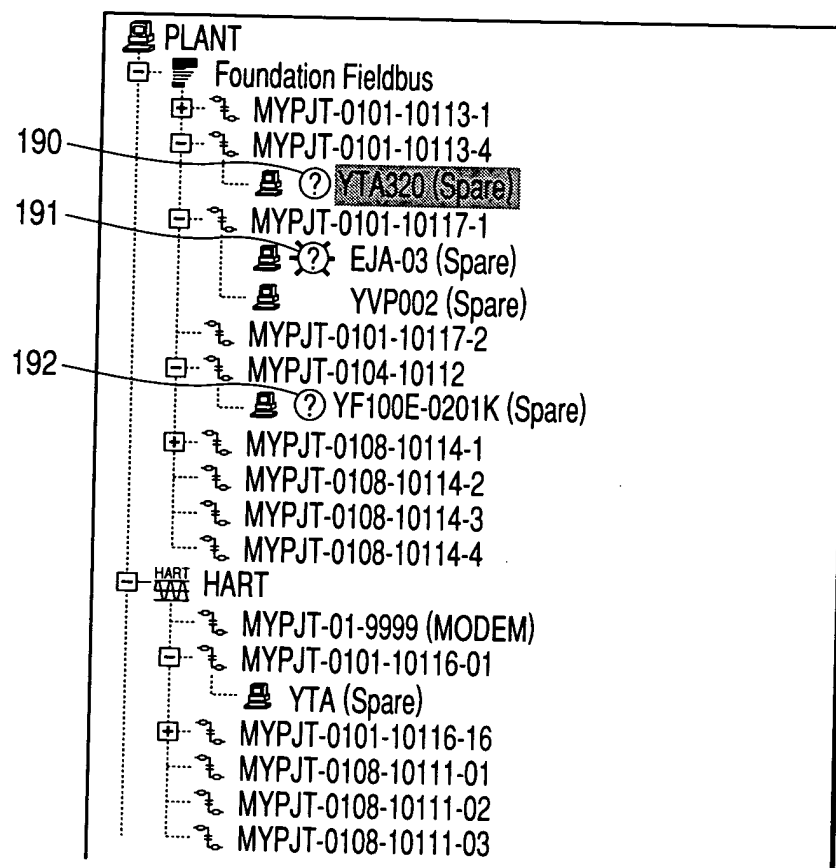 PLANT
Foundation Fieldbus
MYPJT-0101-10113-1
190 MYPJT-0101-10113-4
? YTA320 (Spare)
191 MYPJT-0101-10117-1
? EJA-03 (Spare)
YVP002 (Spare)
MYPJT-0101-10117-2
192 MYPJT-0104-10112
? YF100E-0201K (Spare)
MYPJT-0108-10114-1
MYPJT-0108-10114-2
MYPJT-0108-10114-3
MYPJT-0108-10114-4
HART HART
MYPJT-01-9999 (MODEM)
MYPJT-0101-10116-01
YTA (Spare)
MYPJT-0101-10116-16
MYPJT-0108-10111-01
MYPJT-0108-10111-02
MYPJT-0108-10111-03